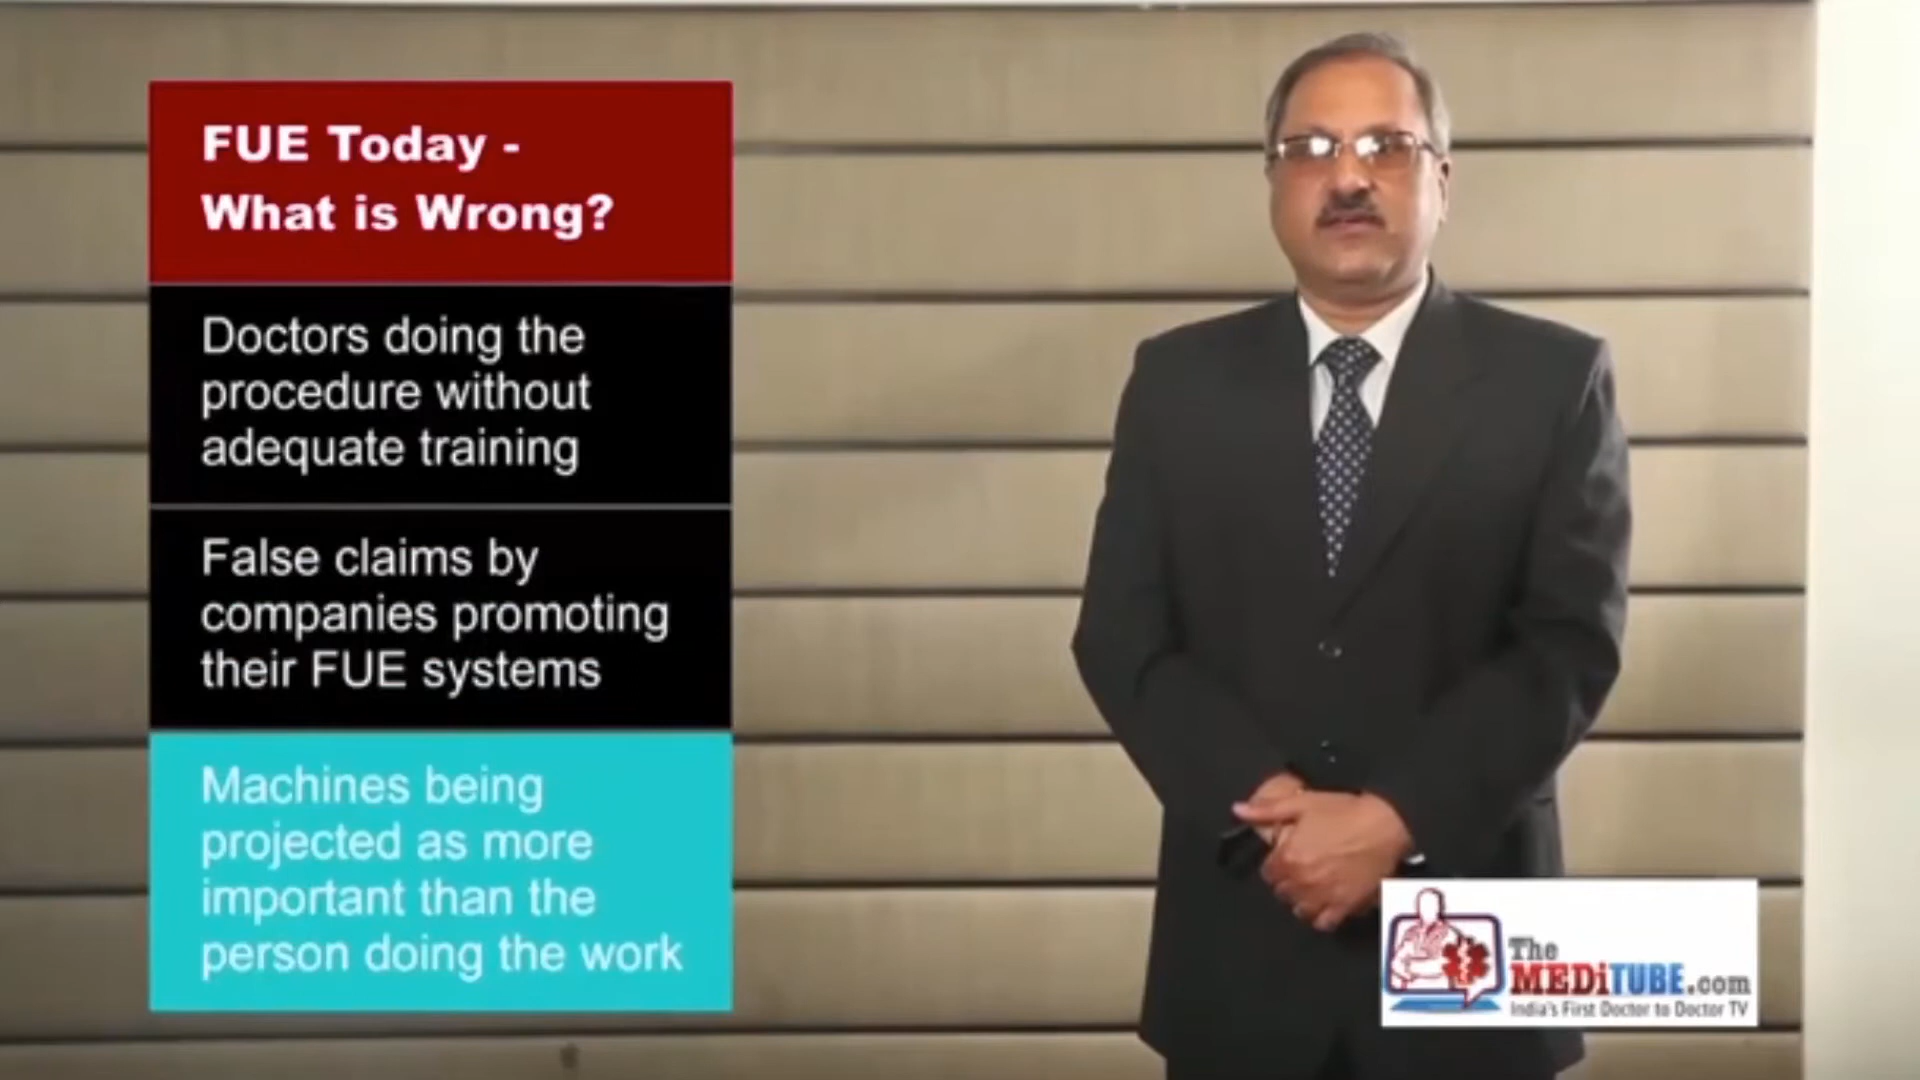 FUE Today -
What is Wrong?
Doctors doing the
procedure without
adequate training
False claims by
companies promoting
their FUE systems
Machines being
projected as more
important than the
person doing the work
The
MEDiTUBE.com
India's First Doctor to Doctor TV